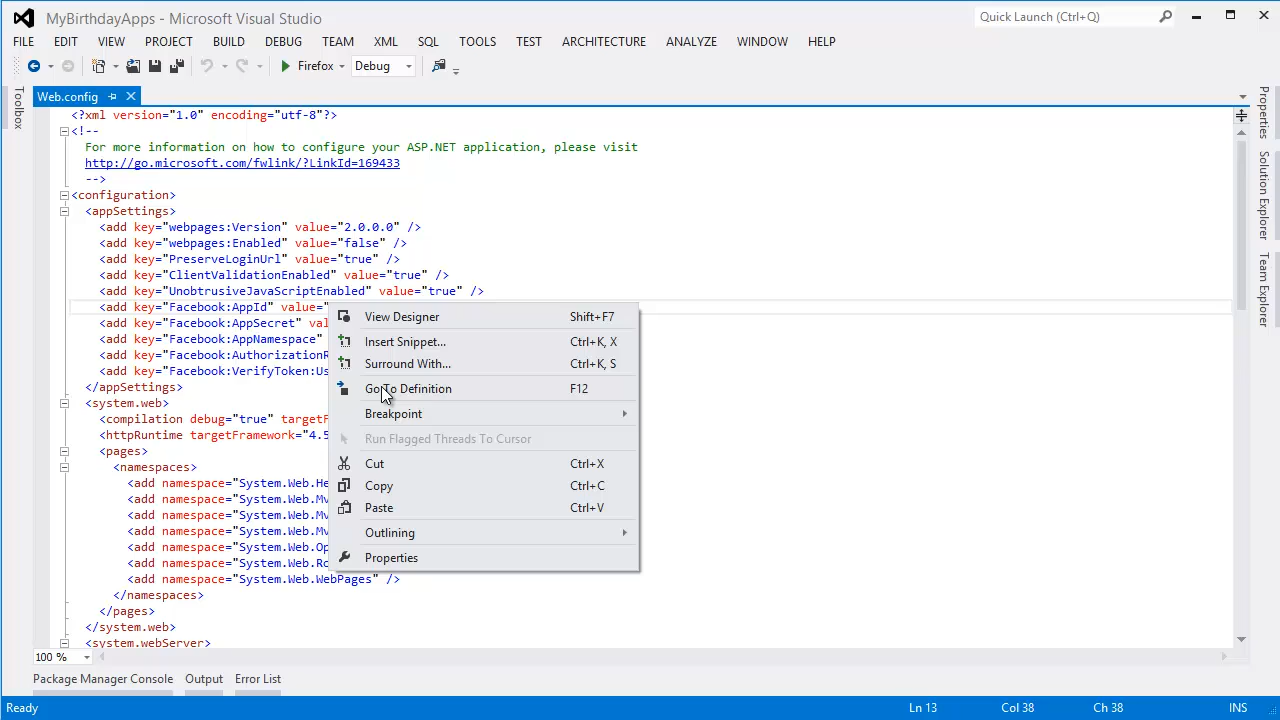 MyBirthdayApps - Microsoft Visual Studio
Quick Launch (Ctrl+Q)
FILE EDIT VIEW PROJECT BUILD DEBUG TEAM XML SQL TOOLS TEST ARCHITECTURE ANALYZE WINDOW HELP
Firefox Debug
Toolbox
Web.config
<?xml version="1.0" encoding="utf-8"?>
<!--
For more information on how to configure your ASP.NET application, please visit
http://go.microsoft.com/fwlink/?LinkId=169433
-->
<configuration>
<appSettings>
<add key="webpages:Version" value="2.0.0.0" />
<add key="webpages:Enabled" value="false" />
<add key="PreserveLoginUrl" value="true" />
<add key="ClientValidationEnabled" value="true" />
<add key="UnobtrusiveJavaScriptEnabled" value="true" />
<add key="Facebook:AppId" value="
<add key="Facebook:AppSecret" val
<add key="Facebook:AppNamespace"
<add key="Facebook:AuthorizationR
<add key="Facebook:VerifyToken:Us
</appSettings>
<system.web>
<compilation debug="true" targetF
<httpRuntime targetFramework="4.5
<pages>
<namespaces>
<add namespace="System.Web.He
<add namespace="System.Web.Mv
<add namespace="System.Web.Mv
<add namespace="System.Web.Mv
<add namespace="System.Web.Op
<add namespace="System.Web.Ro
<add namespace="System.Web.WebPages" />
</namespaces>
</pages>
</system.web>
<system.webServer>
View Designer Shift+F7
Insert Snippet... Ctrl+K, X
Surround With... Ctrl+K, S
Go To Definition F12
Breakpoint
Run Flagged Threads To Cursor
Cut Ctrl+X
Copy Ctrl+C
Paste Ctrl+V
Outlining
Properties
Properties
Solution Explorer
Team Explorer
100 %
Package Manager Console Output Error List
Ready Ln 13 Col 38 Ch 38 INS